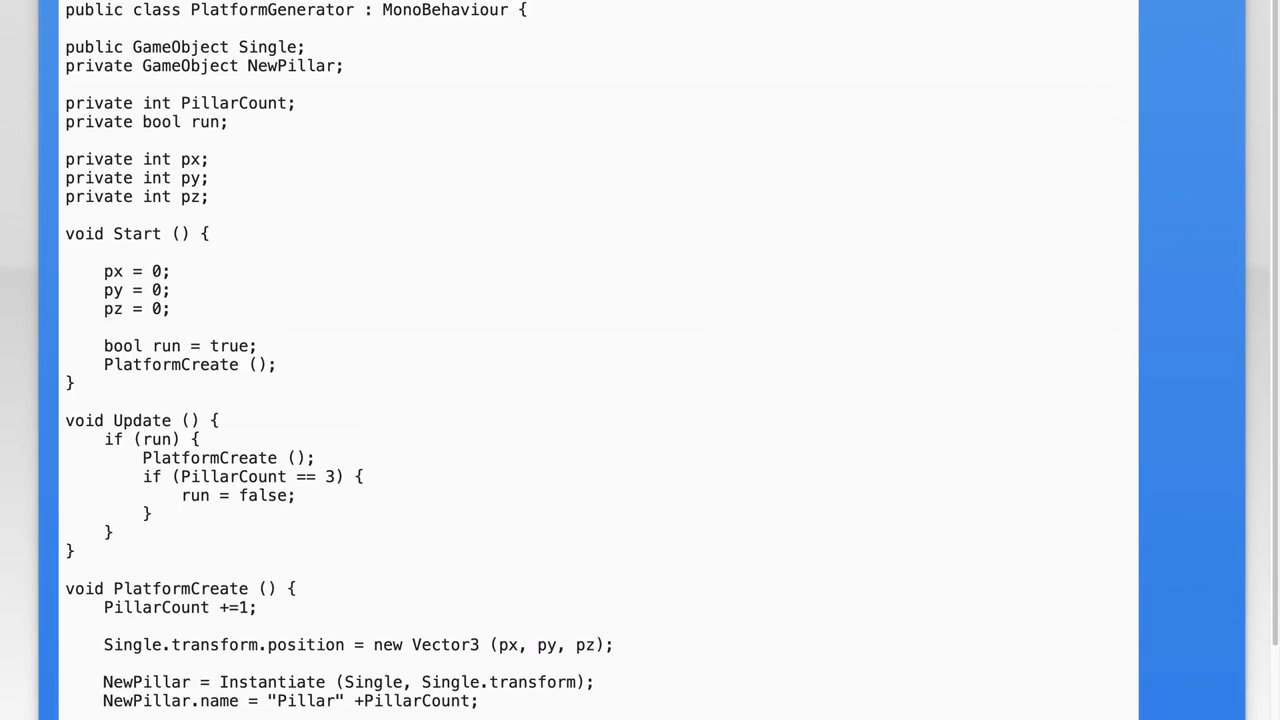 public class PlatformGenerator : MonoBehaviour {
public GameObject Single;
private GameObject NewPillar;
private int PillarCount;
private bool run;
private int px;
private int py;
private int pz;
void Start () {
px = 0;
py = 0;
pz = 0;
bool run = true;
PlatformCreate ();
}
void Update () {
if (run) {
PlatformCreate ();
if (PillarCount == 3) {
run = false;
}
}
}
void PlatformCreate () {
PillarCount +=1;
Single.transform.position = new Vector3 (px, py, pz);
NewPillar = Instantiate (Single, Single.transform);
NewPillar.name = "Pillar" +PillarCount;